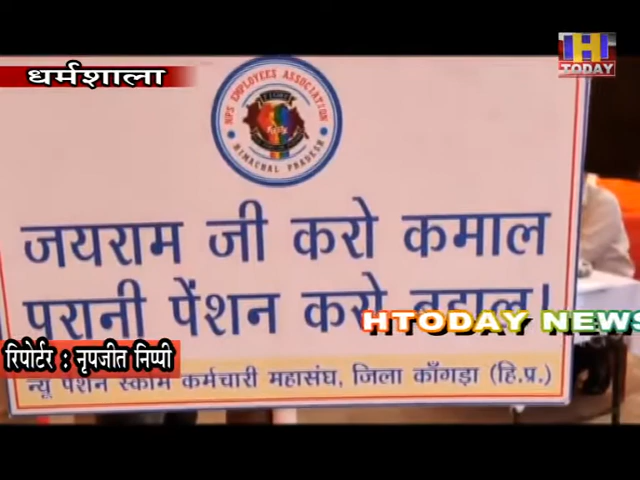 धर्मशाला
H
TODAY
NPS EMPLOYEES ASSOCIATION
HIMACHAL PRADESH
जयराम जी करो कमाल
पुरानी पेंशन करो बहाल।
HTODAY NEWS
रिपोर्टर : नृपजीत निप्पी
न्यू पेंशन स्कीम कर्मचारी महासंघ, जिला काँगड़ा (हि.प्र.)